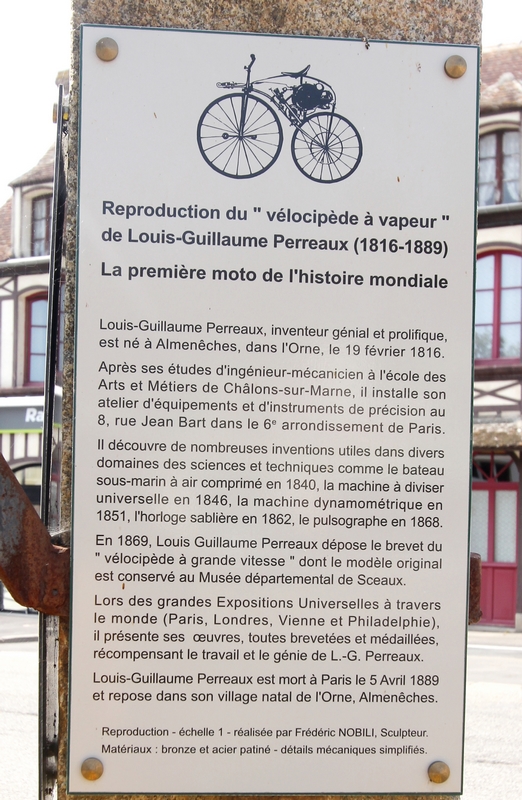 Reproduction du " vélocipède à vapeur "
de Louis-Guillaume Perreaux (1816-1889)
La première moto de l'histoire mondiale
Louis-Guillaume Perreaux, inventeur génial et prolifique,
est né à Almenêches, dans l'Orne, le 19 février 1816.
Après ses études d'ingénieur-mécanicien à l'école des
Arts et Métiers de Châlons-sur-Marne, il installe son
atelier d'équipements et d'instruments de précision au
8, rue Jean Bart dans le 6e arrondissement de Paris.
Il découvre de nombreuses inventions utiles dans divers
domaines des sciences et techniques comme le bateau
sous-marin à air comprimé en 1840, la machine à diviser
universelle en 1846, la machine dynamométrique en
1851, l'horloge sablière en 1862, le pulsographe en 1868.
En 1869, Louis Guillaume Perreaux dépose le brevet du
" vélocipède à grande vitesse " dont le modèle original
est conservé au Musée départemental de Sceaux.
Lors des grandes Expositions Universelles à travers
le monde (Paris, Londres, Vienne et Philadelphie),
il présente ses œuvres, toutes brevetées et médaillées,
récompensant le travail et le génie de L.-G. Perreaux.
Louis-Guillaume Perreaux est mort à Paris le 5 Avril 1889
et repose dans son village natal de l'Orne, Almenêches.
Reproduction - échelle 1 - réalisée par Frédéric NOBILI, Sculpteur.
Matériaux : bronze et acier patiné - détails mécaniques simplifiés.
Ra